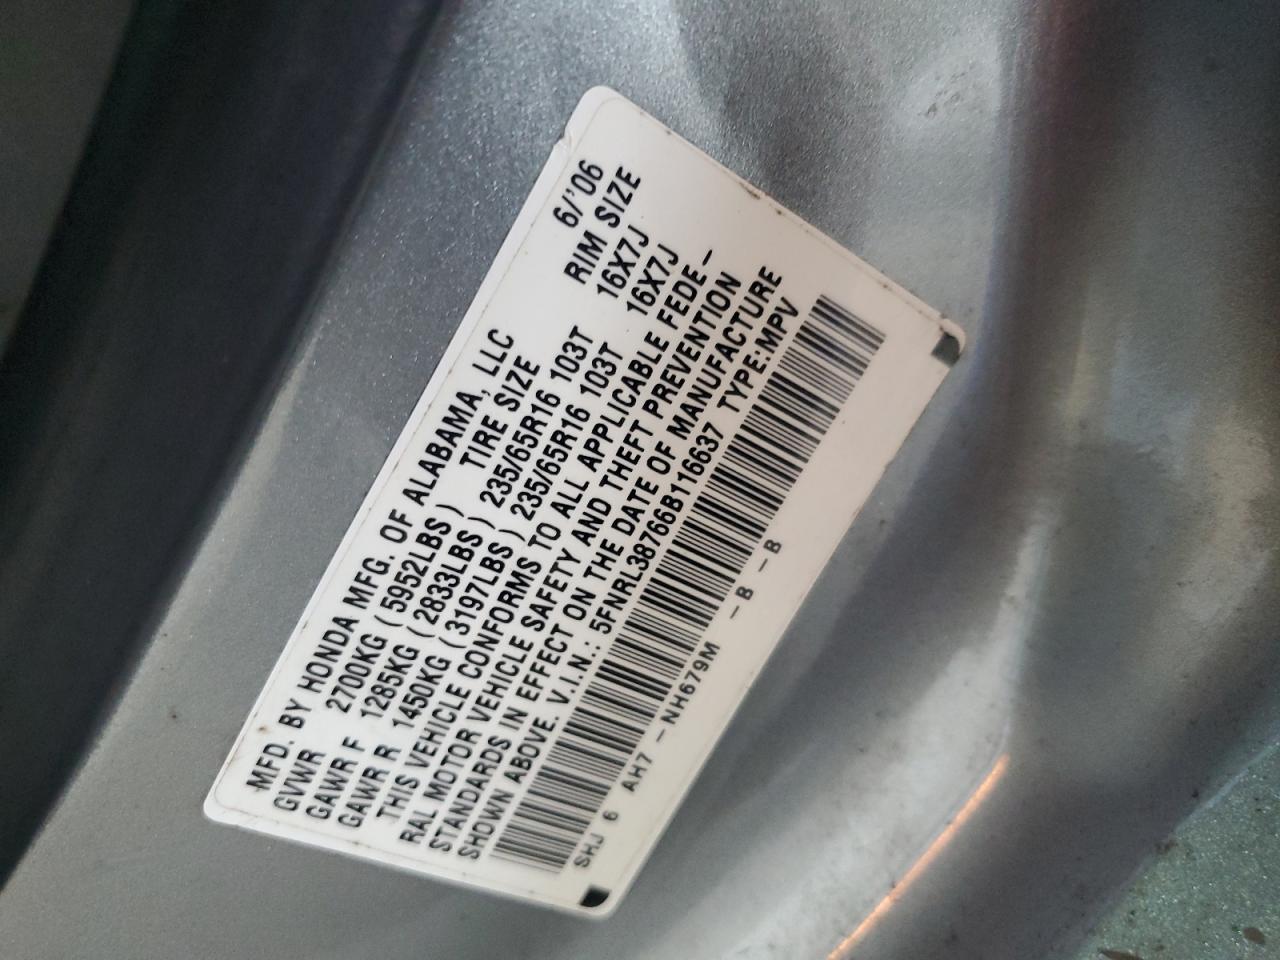 MFD. BY HONDA MFG. OF ALABAMA, LLC 6/'06
GVWR 2700KG (5952LBS) TIRE SIZE RIM SIZE
GAWR F 1285KG (2833LBS) 235/65R16 103T 16X7J
GAWR R 1450KG (3197LBS) 235/65R16 103T 16X7J
THIS VEHICLE CONFORMS TO ALL APPLICABLE FEDE-
RAL MOTOR VEHICLE SAFETY AND THEFT PREVENTION
STANDARDS IN EFFECT ON THE DATE OF MANUFACTURE
SHOWN ABOVE. V.I.N.: 5FNRL38766B116637 TYPE:MPV
SHJ 6 AH7 -NH679M -B -B